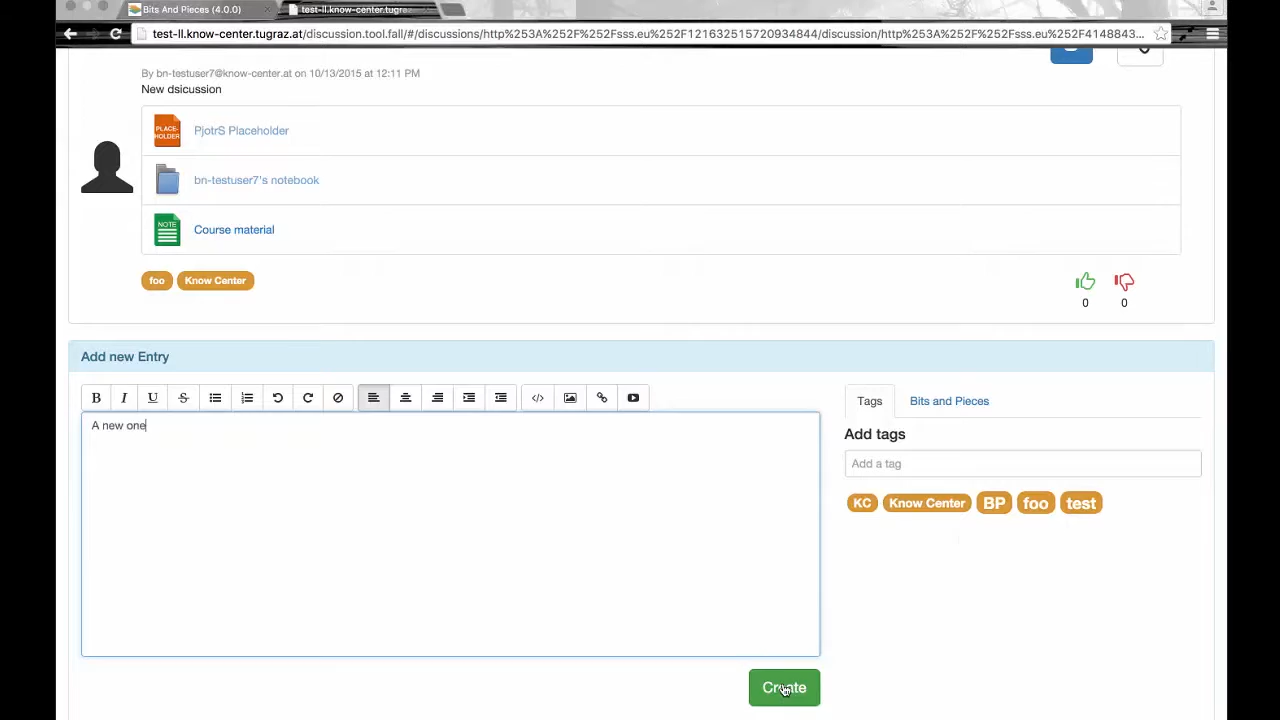 Bits And Pieces (4.0.0)
test-ll.know-center.tugraz
test-ll.know-center.tugraz.at/discussion.tool.fall/#/discussions/http%253A%252F%252Fsss.eu%252F121632515720934844/discussion/http%253A%252F%252Fsss.eu%252F4148843...
By bn-testuser7@know-center.at on 10/13/2015 at 12:11 PM
New dsicussion
PLACE-
HOLDER
PjotrS Placeholder
bn-testuser7's notebook
NOTE
Course material
foo
Know Center
0
0
Add new Entry
B I U S
A new one
Tags
Bits and Pieces
Add tags
Add a tag
KC Know Center BP foo test
Create